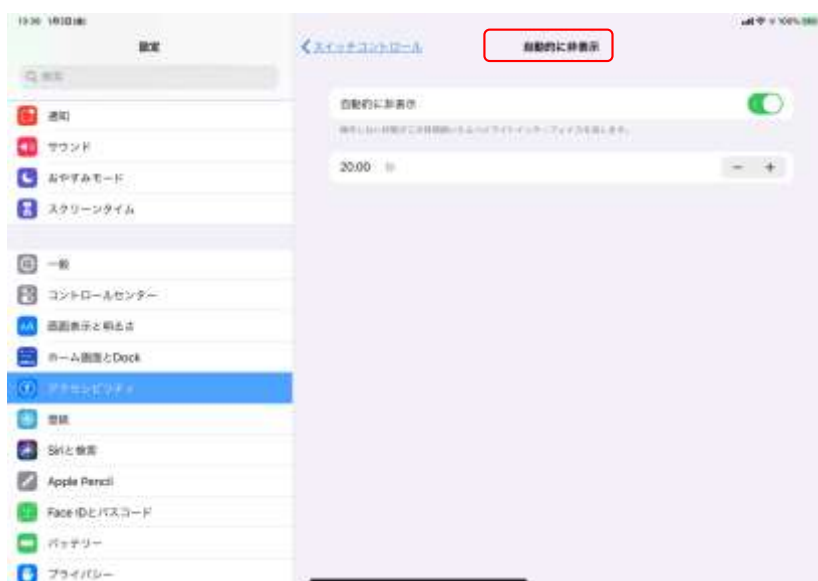 設定
検索
通知
サウンド
おやすみモード
スクリーンタイム
一般
コントロールセンター
画面表示と明るさ
ホーム画面とDock
アクセシビリティ
壁紙
Siriと検索
Apple Pencil
Face IDとパスコード
バッテリー
プライバシー
スイッチコントロール
自動的に非表示
自動的に非表示
20.00 秒
− +